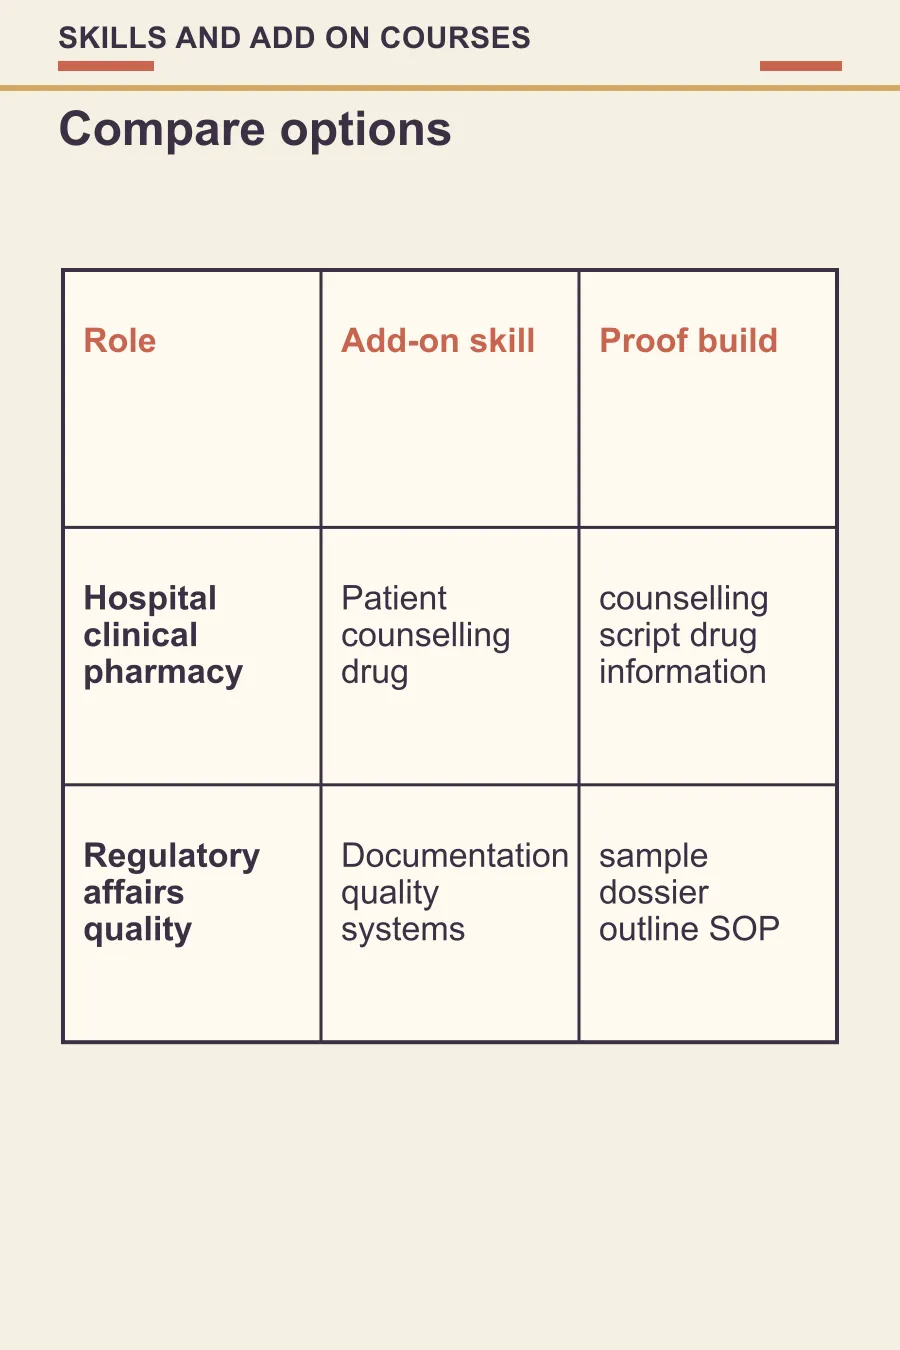 SKILLS AND ADD ON COURSES
Compare options
Role
Add-on skill
Proof build
Hospital
clinical
pharmacy
Patient
counselling
drug
counselling
script drug
information
Regulatory
affairs
quality
Documentation
quality
systems
sample
dossier
outline SOP